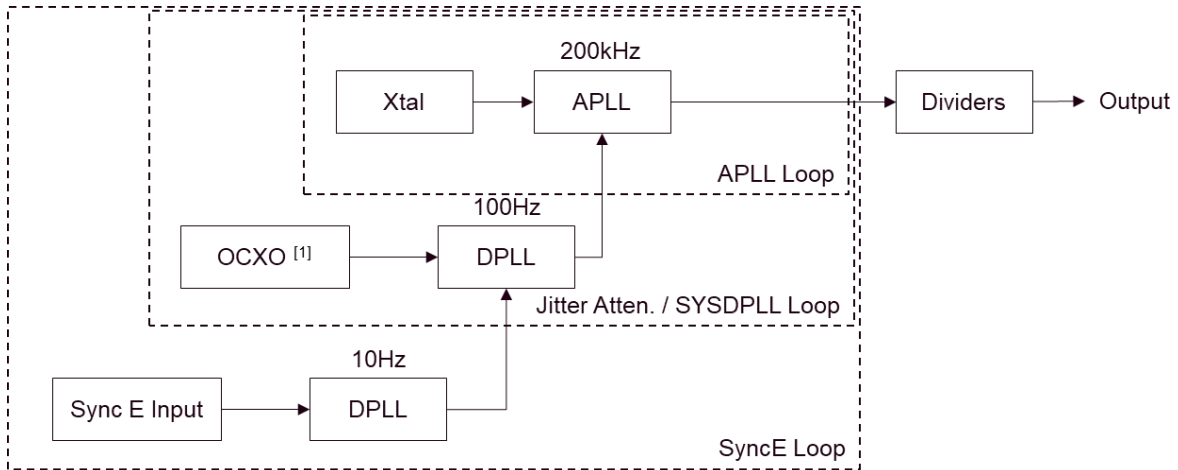 200kHz
Xtal
APLL
Dividers
Output
APLL Loop
100Hz
OCXO [1]
DPLL
Jitter Atten. / SYSDPLL Loop
10Hz
Sync E Input
DPLL
SyncE Loop